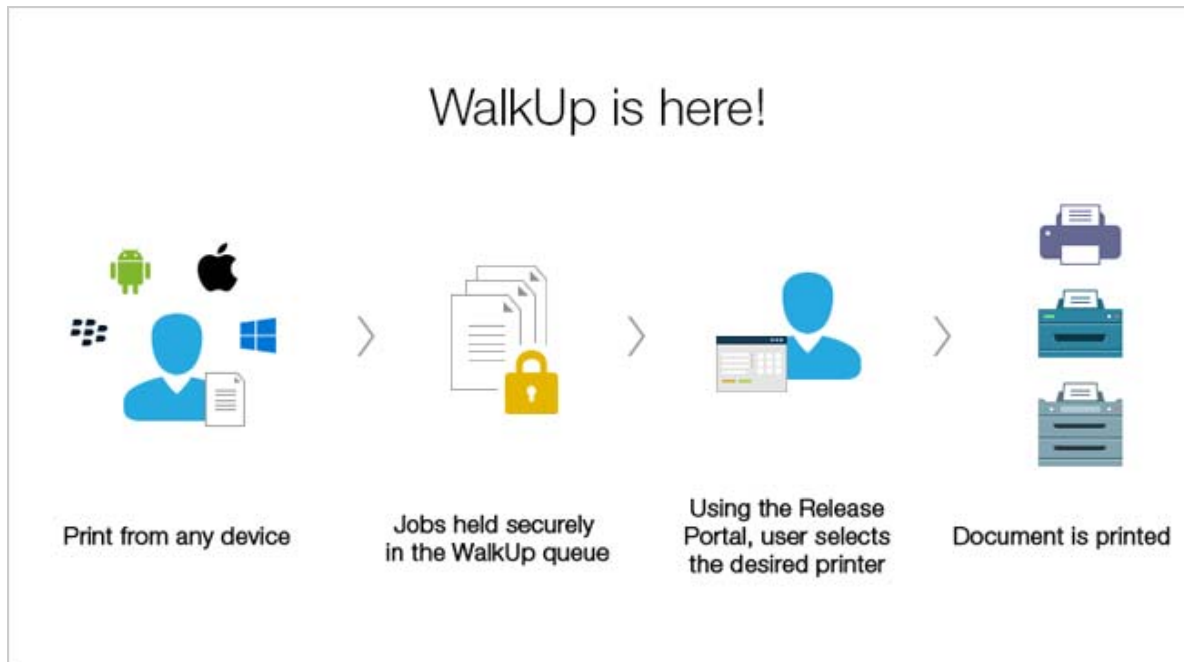 WalkUp is here!
Print from any device
Jobs held securely
in the WalkUp queue
Using the Release
Portal, user selects
the desired printer
Document is printed